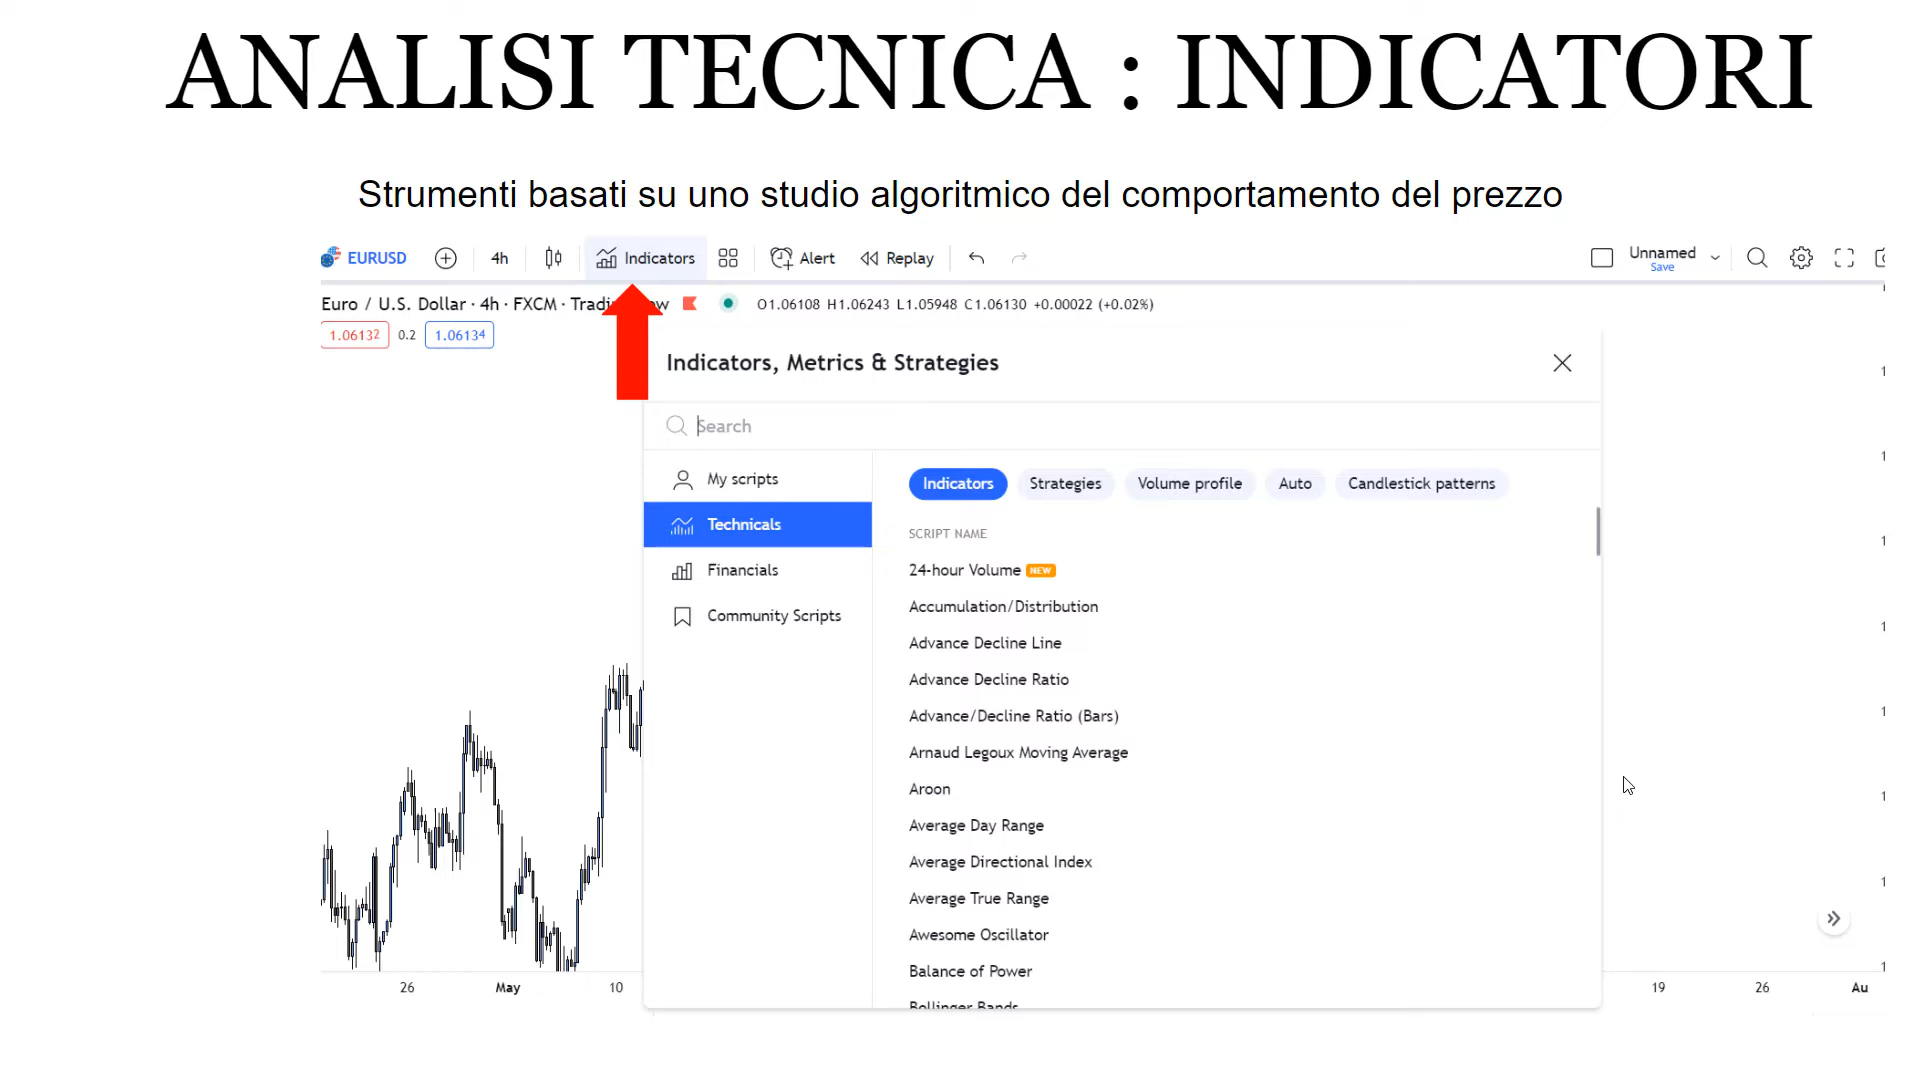 ANALISI TECNICA : INDICATORI
Strumenti basati su uno studio algoritmico del comportamento del prezzo
EURUSD 4h Indicators Alert Replay Unnamed
Save
Euro / U.S. Dollar · 4h · FXCM · O1.06108 H1.06243 L1.05948 C1.06130 +0.00022 (+0.02%)
1.06132 0.2 1.06134
Indicators, Metrics & Strategies
Search
My scripts
Technicals
Financials
Community Scripts
Indicators Strategies Volume profile Auto Candlestick patterns
SCRIPT NAME
24-hour Volume NEW
Accumulation/Distribution
Advance Decline Line
Advance Decline Ratio
Advance/Decline Ratio (Bars)
Arnaud Legoux Moving Average
Aroon
Average Day Range
Average Directional Index
Average True Range
Awesome Oscillator
Balance of Power
Bollinger Bands
26 May 10 19 26 Au